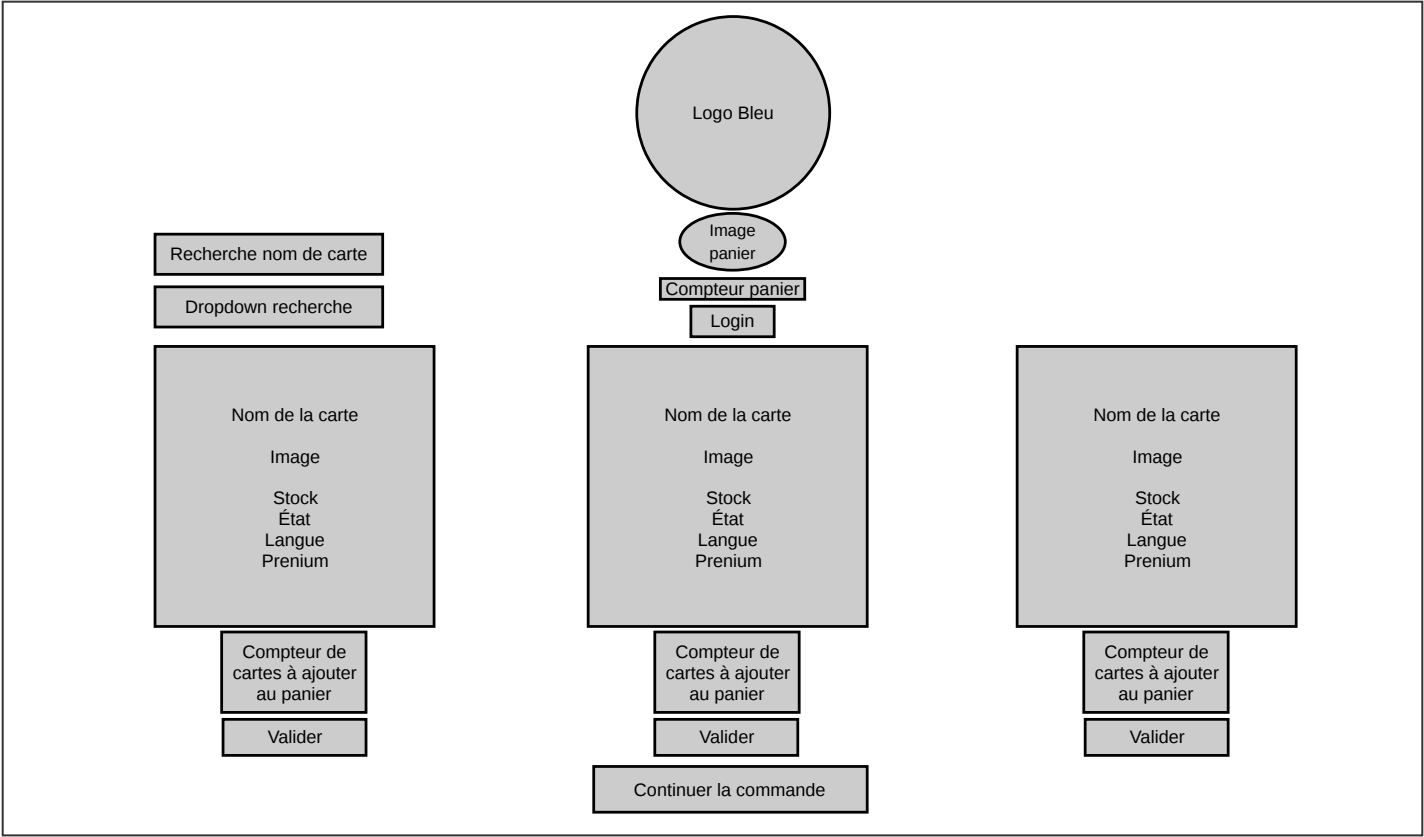 Logo Bleu
Image
panier
Recherche nom de carte
Compteur panier
Dropdown recherche
Login
Nom de la carte
Image
Stock
État
Langue
Prenium
Compteur de
cartes à ajouter
au panier
Valider
Nom de la carte
Image
Stock
État
Langue
Prenium
Compteur de
cartes à ajouter
au panier
Valider
Nom de la carte
Image
Stock
État
Langue
Prenium
Compteur de
cartes à ajouter
au panier
Valider
Continuer la commande